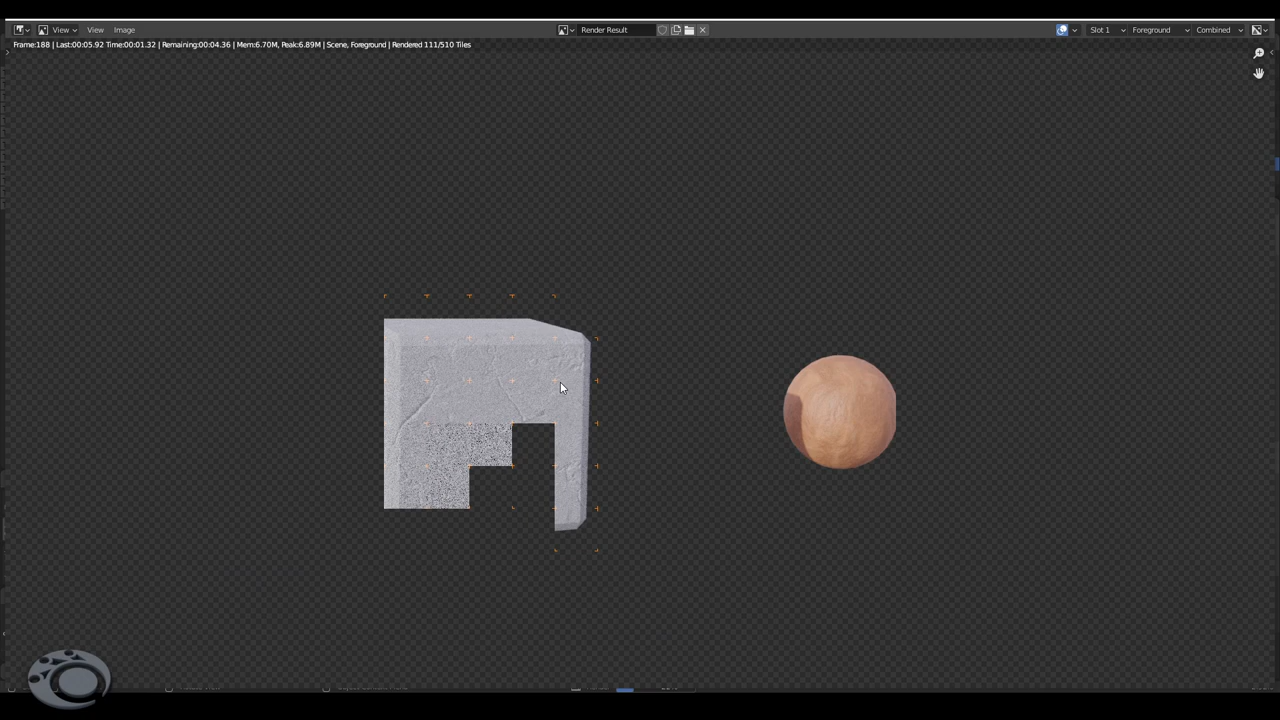 View View Image Render Result Slot 1 Foreground Combined
Frame:188 | Last:00:05.92 Time:00:01.32 | Remaining:00:04.36 | Mem:6.70M, Peak:6.89M | Scene, Foreground | Rendered 111/510 Tiles